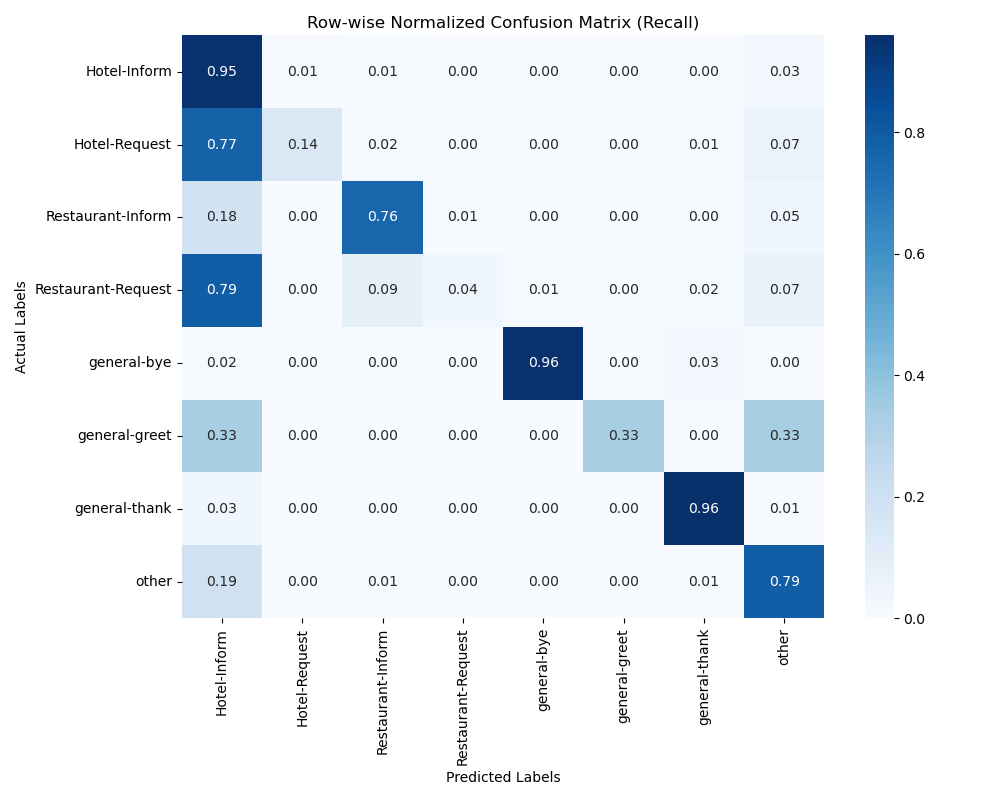 Row-wise Normalized Confusion Matrix (Recall)
Hotel-Inform 0.95 0.01 0.01 0.00 0.00 0.00 0.00 0.03
Hotel-Request 0.77 0.14 0.02 0.00 0.00 0.00 0.01 0.07
Restaurant-Inform 0.18 0.00 0.76 0.01 0.00 0.00 0.00 0.05
Restaurant-Request 0.79 0.00 0.09 0.04 0.01 0.00 0.02 0.07
general-bye 0.02 0.00 0.00 0.00 0.96 0.00 0.03 0.00
general-greet 0.33 0.00 0.00 0.00 0.00 0.33 0.00 0.33
general-thank 0.03 0.00 0.00 0.00 0.00 0.00 0.96 0.01
other 0.19 0.00 0.01 0.00 0.00 0.00 0.01 0.79
Actual Labels
Hotel-Inform
Hotel-Request
Restaurant-Inform
Restaurant-Request
general-bye
general-greet
general-thank
other
Predicted Labels
0.8
0.6
0.4
0.2
0.0